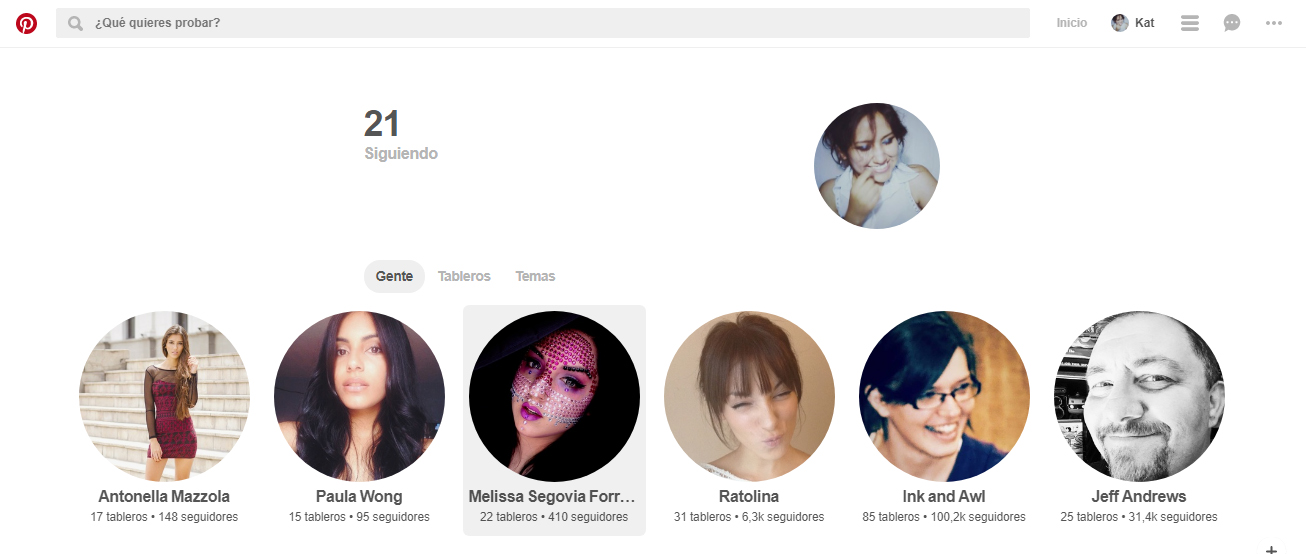 ¿Qué quieres probar?
Inicio
Kat
21
Siguiendo
Gente
Tableros
Temas
Antonella Mazzola
17 tableros • 148 seguidores
Paula Wong
15 tableros • 95 seguidores
Melissa Segovia Forr...
22 tableros • 410 seguidores
Ratolina
31 tableros • 6,3k seguidores
Ink and Awl
85 tableros • 100,2k seguidores
Jeff Andrews
25 tableros • 31,4k seguidores